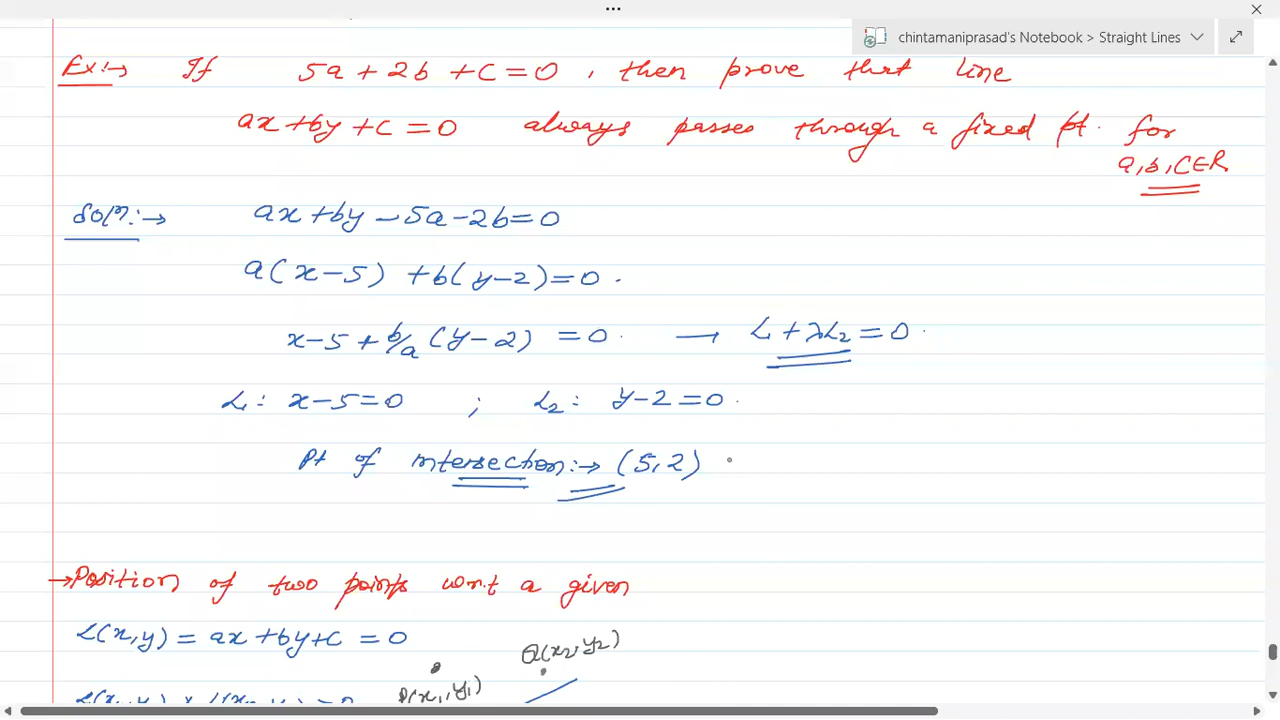 chintamaniprasad's Notebook > Straight Lines
Ex:→ If 5a + 2b + c = 0 , then prove that line
ax + by + c = 0 always passes through a fixed pt. for
a, b, c ∈ R
Soln:→ ax + by - 5a - 2b = 0
a(x-5) + b(y-2) = 0 .
x-5 + b/a (y-2) = 0 . → L1 + λL2 = 0 .
L1 : x-5 = 0 ; L2 : y-2 = 0 .
Pt of intersection:→ (5, 2)
→ Position of two points w.r.t a given
L(x,y) = ax + by + c = 0
Q(x2, y2)
P(x1, y1)